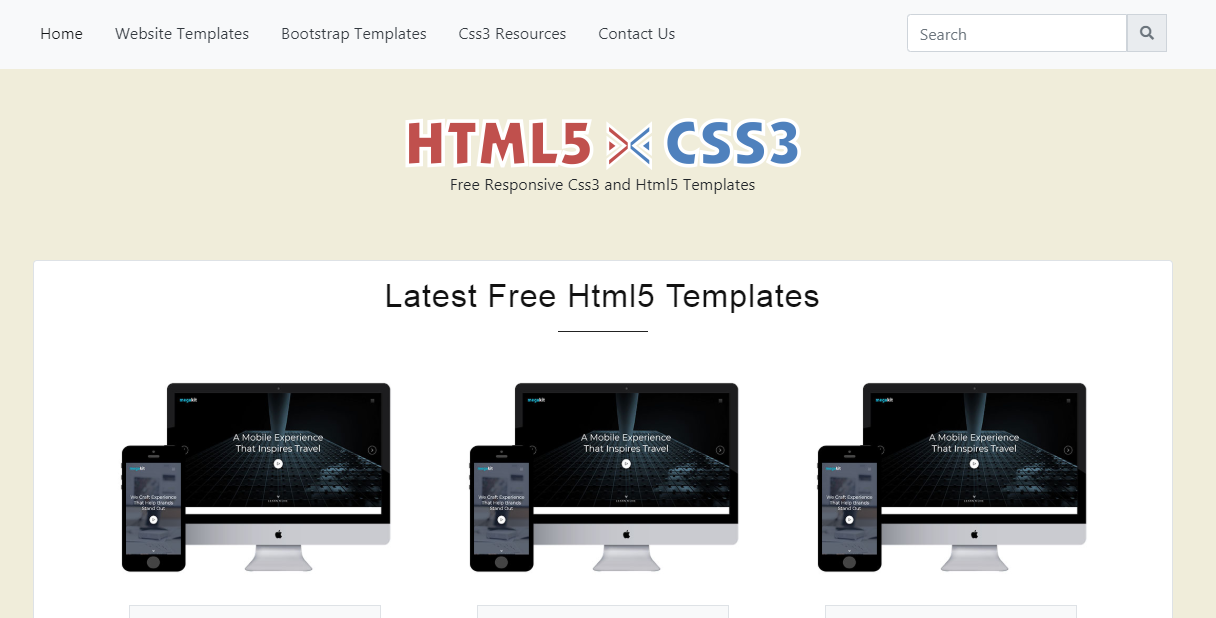 Home Website Templates Bootstrap Templates Css3 Resources Contact Us Search
HTML5 CSS3
Free Responsive Css3 and Html5 Templates
Latest Free Html5 Templates
megakit
A Mobile Experience
That Inspires Travel
megakit
We Craft Experience
That Help Brands
Stand Out
megakit
A Mobile Experience
That Inspires Travel
megakit
We Craft Experience
That Help Brands
Stand Out
megakit
A Mobile Experience
That Inspires Travel
megakit
We Craft Experience
That Help Brands
Stand Out